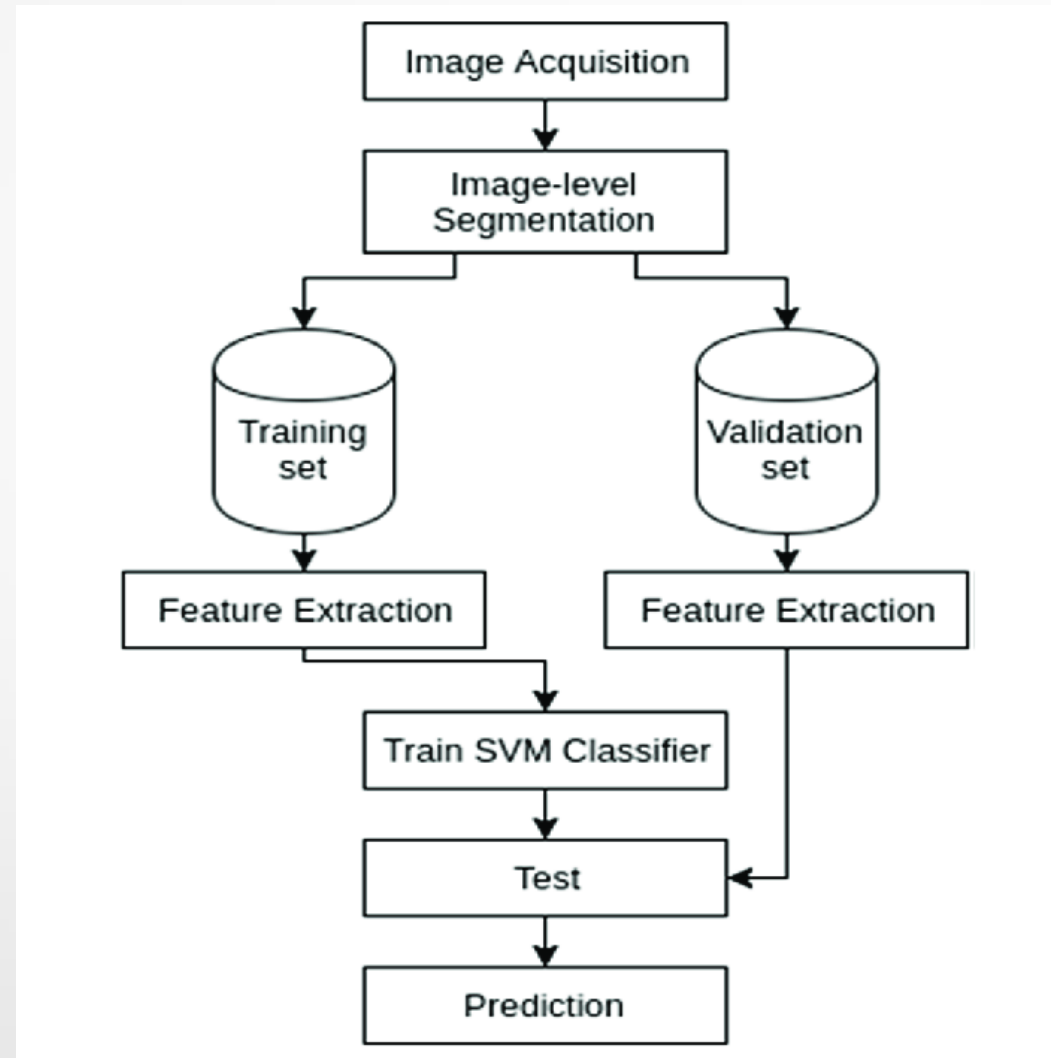 Image Acquisition
Image-level
Segmentation
Training
set
Validation
set
Feature Extraction
Feature Extraction
Train SVM Classifier
Test
Prediction